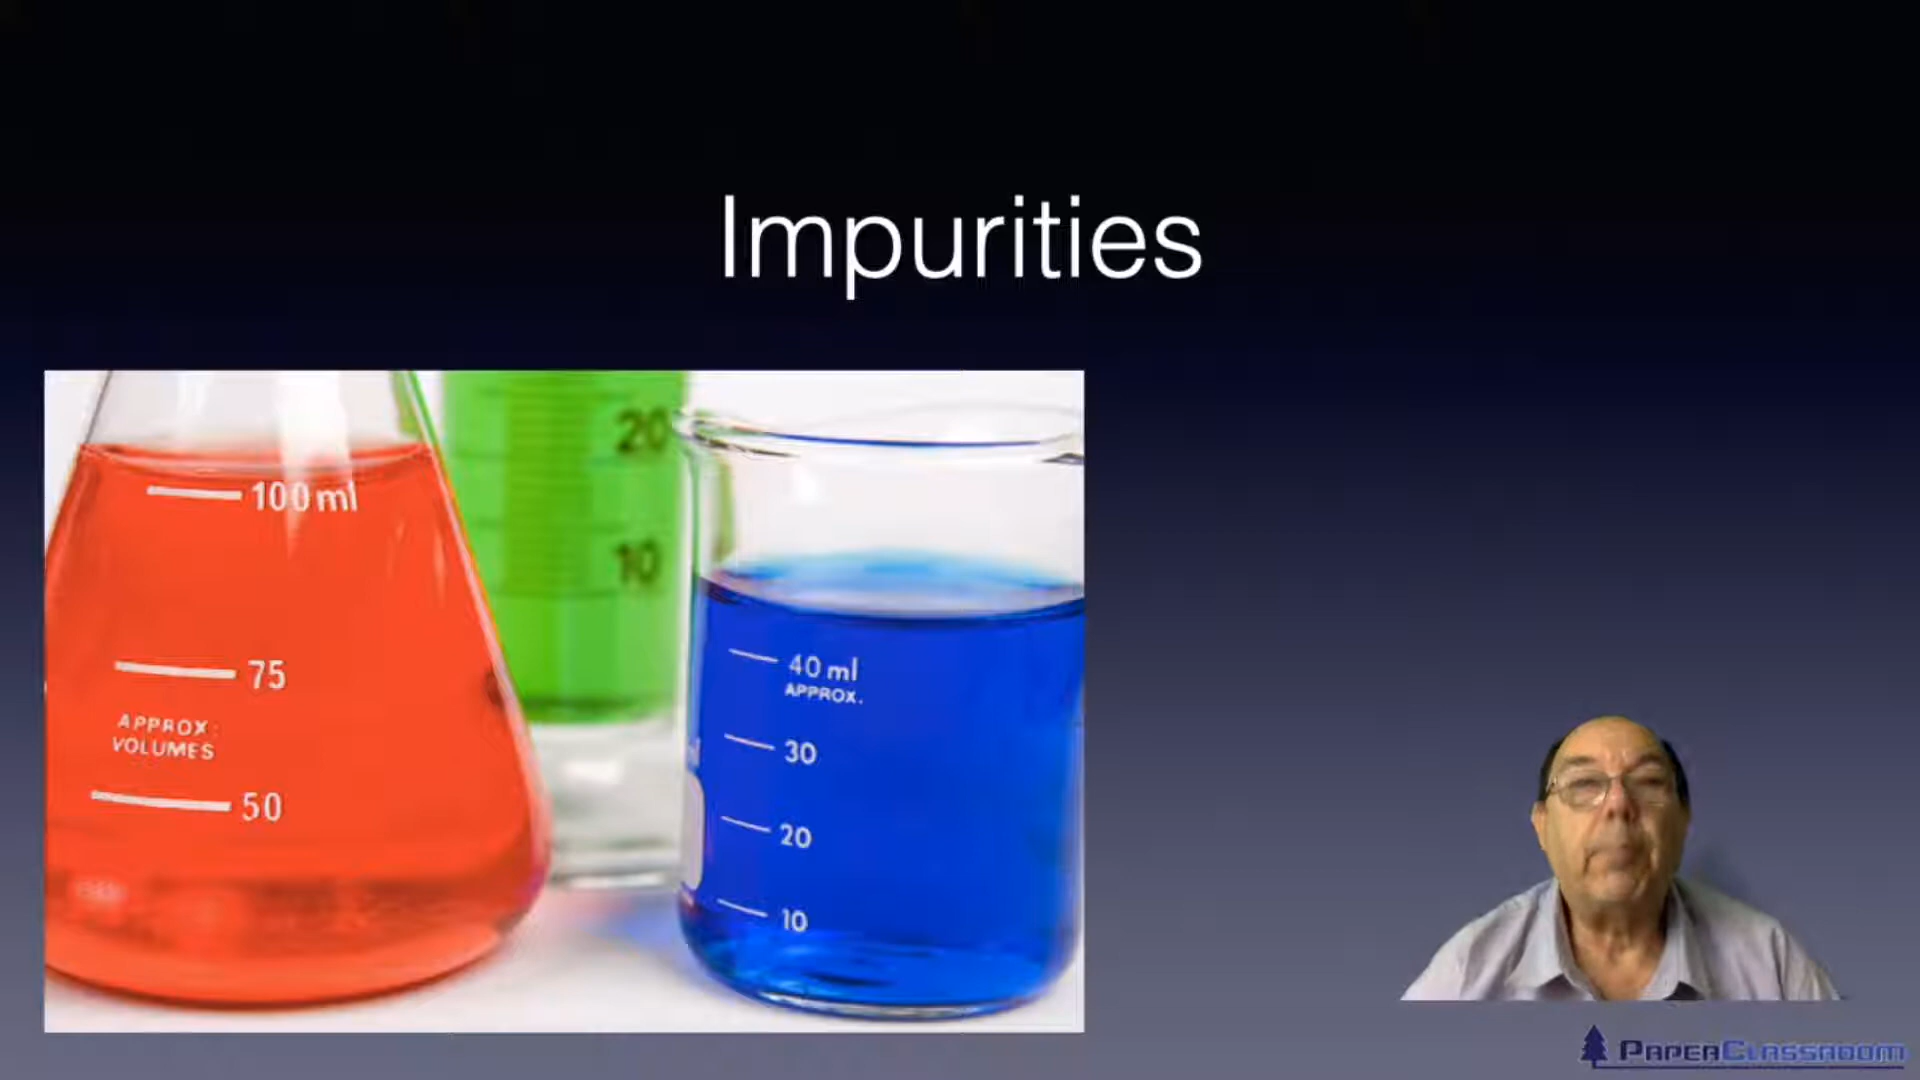 Impurities
100 ml
75
APPROX.
VOLUMES
50
20
10
40 ml
APPROX.
30
20
10
PAPERCLASSROOM